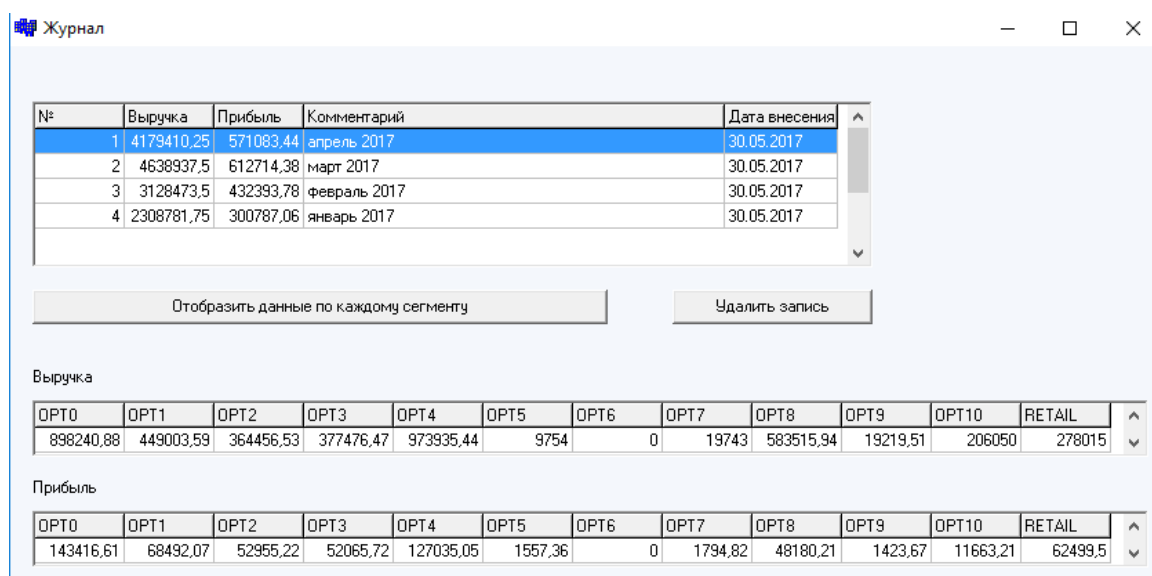 Журнал
№ Выручка Прибыль Комментарий Дата внесения
1 4179410,25 571083,44 апрель 2017 30.05.2017
2 4638937,5 612714,38 март 2017 30.05.2017
3 3128473,5 432393,78 февраль 2017 30.05.2017
4 2308781,75 300787,06 январь 2017 30.05.2017
Отобразить данные по каждому сегменту Удалить запись
Выручка
OPT0 OPT1 OPT2 OPT3 OPT4 OPT5 OPT6 OPT7 OPT8 OPT9 OPT10 RETAIL
898240,88 449003,59 364456,53 377476,47 973935,44 9754 0 19743 583515,94 19219,51 206050 278015
Прибыль
OPT0 OPT1 OPT2 OPT3 OPT4 OPT5 OPT6 OPT7 OPT8 OPT9 OPT10 RETAIL
143416,61 68492,07 52955,22 52065,72 127035,05 1557,36 0 1794,82 48180,21 1423,67 11663,21 62499,5